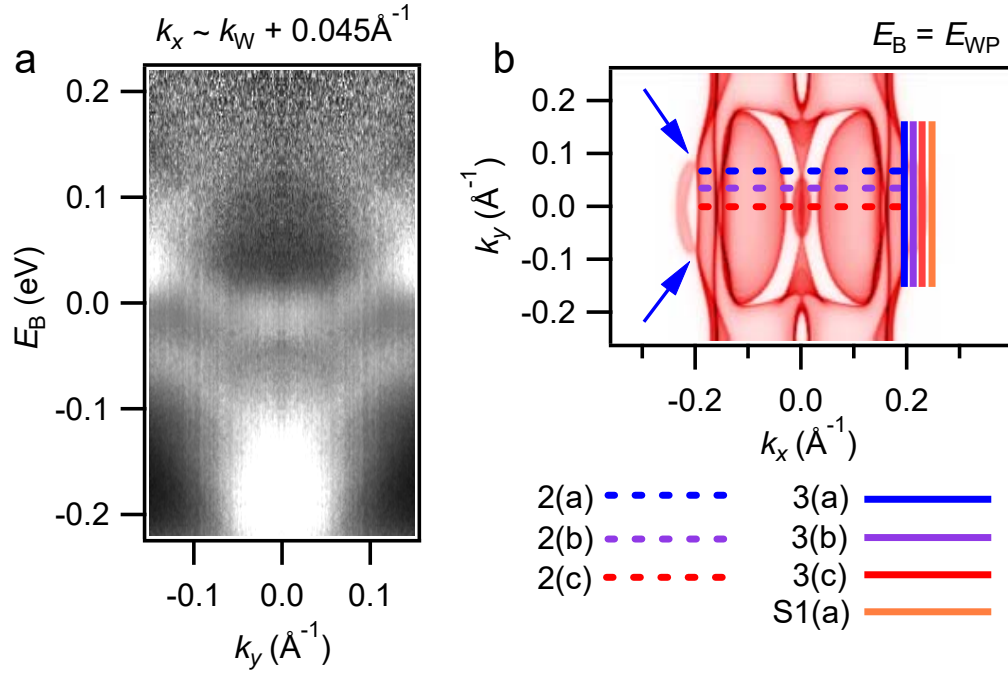 a
k_x ~ k_W + 0.045Å⁻¹
E_B (eV)
0.2
0.1
0.0
-0.1
-0.2
-0.1 0.0 0.1
k_y (Å⁻¹)
b
E_B = E_WP
k_y (Å⁻¹)
0.2
0.1
0.0
-0.1
-0.2
-0.2 0.0 0.2
k_x (Å⁻¹)
2(a)
2(b)
2(c)
3(a)
3(b)
3(c)
S1(a)